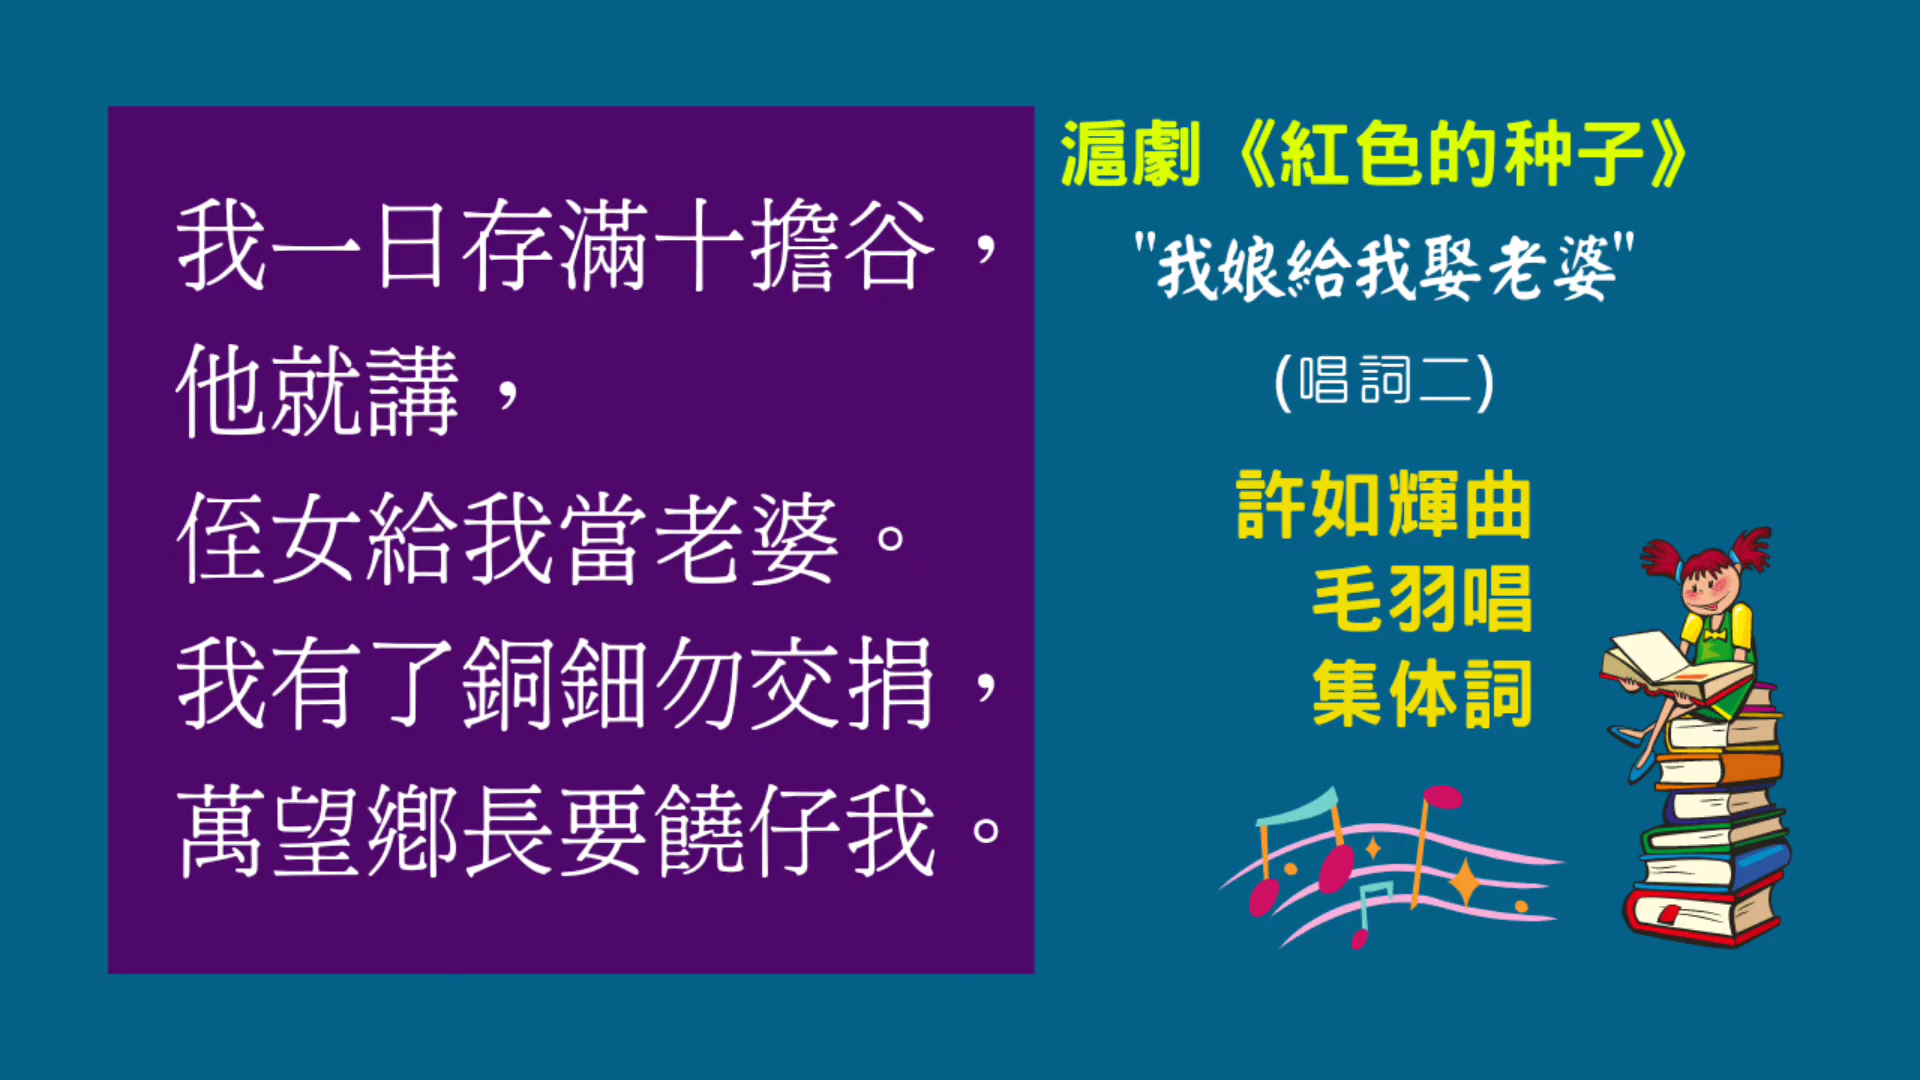 我一日存滿十擔谷，
他就講，
侄女給我當老婆。
我有了銅鈿勿交捐，
萬望鄉長要饒仔我。
滬劇《紅色的种子》
"我娘給我娶老婆"
(唱詞二)
許如輝曲
毛羽唱
集体詞